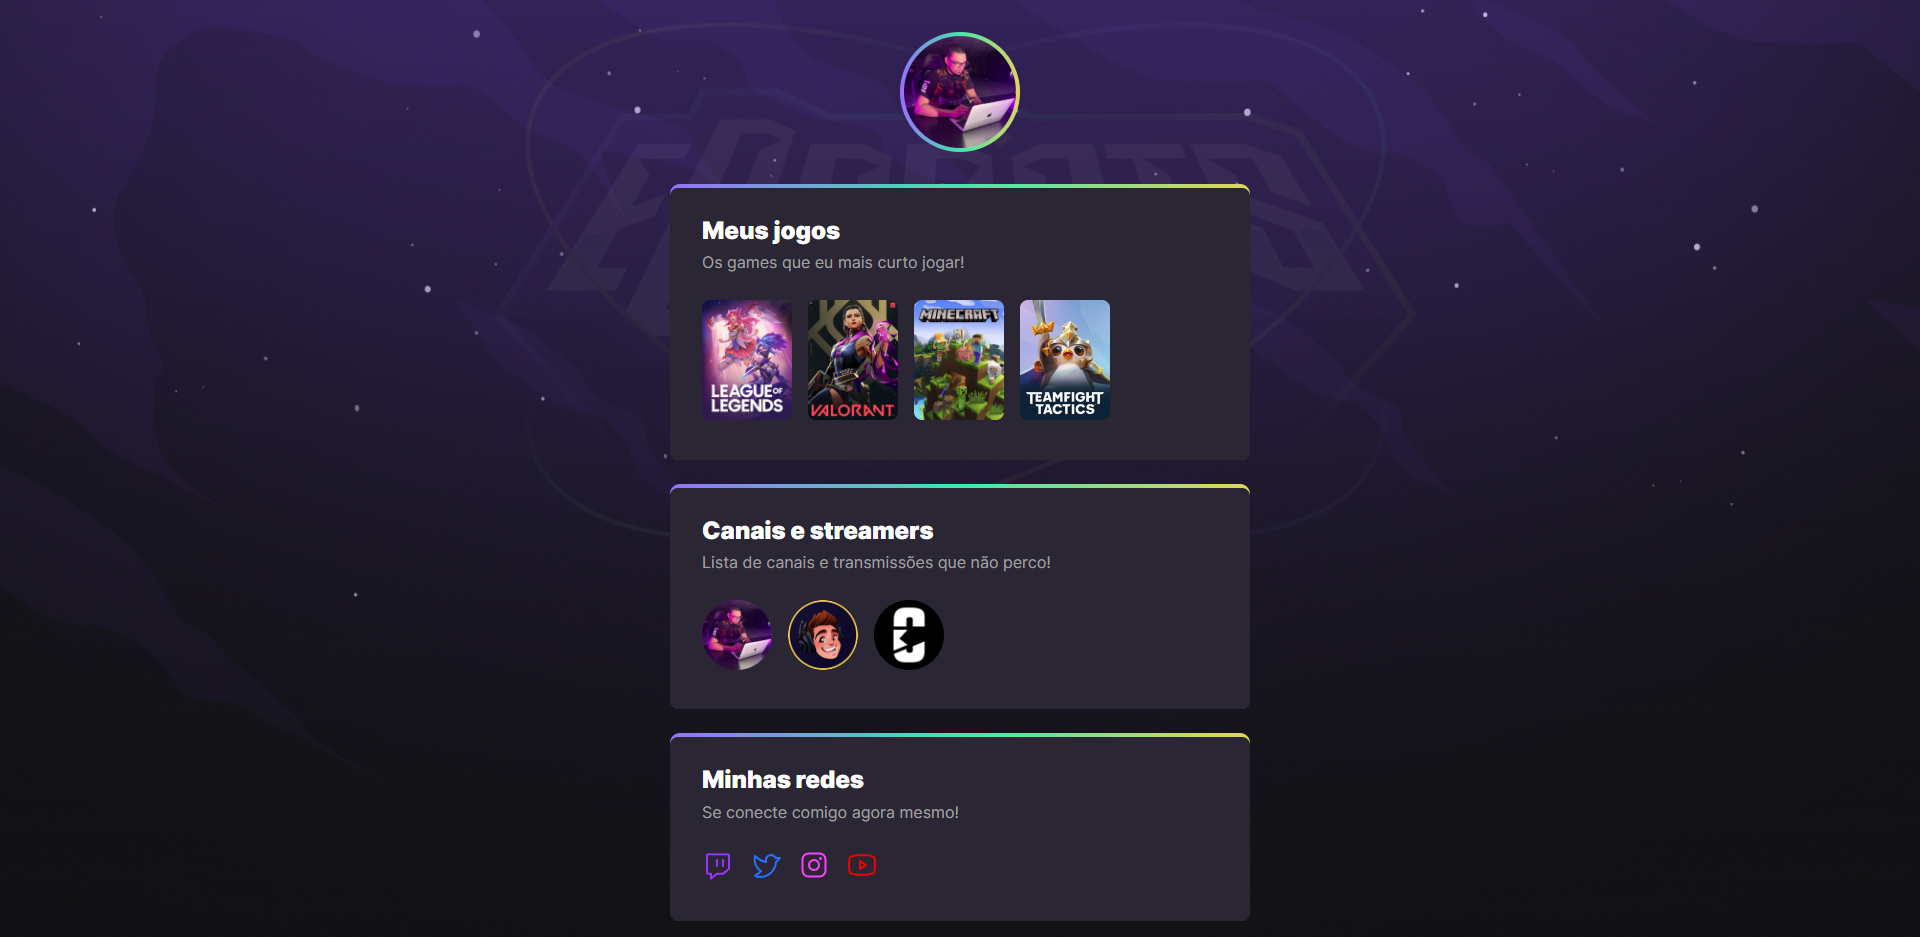 ESPORTS
Meus jogos
Os games que eu mais curto jogar!
LEAGUE OF
LEGENDS
VALORANT
MINECRAFT
TEAMFIGHT
TACTICS
Canais e streamers
Lista de canais e transmissões que não perco!
Minhas redes
Se conecte comigo agora mesmo!